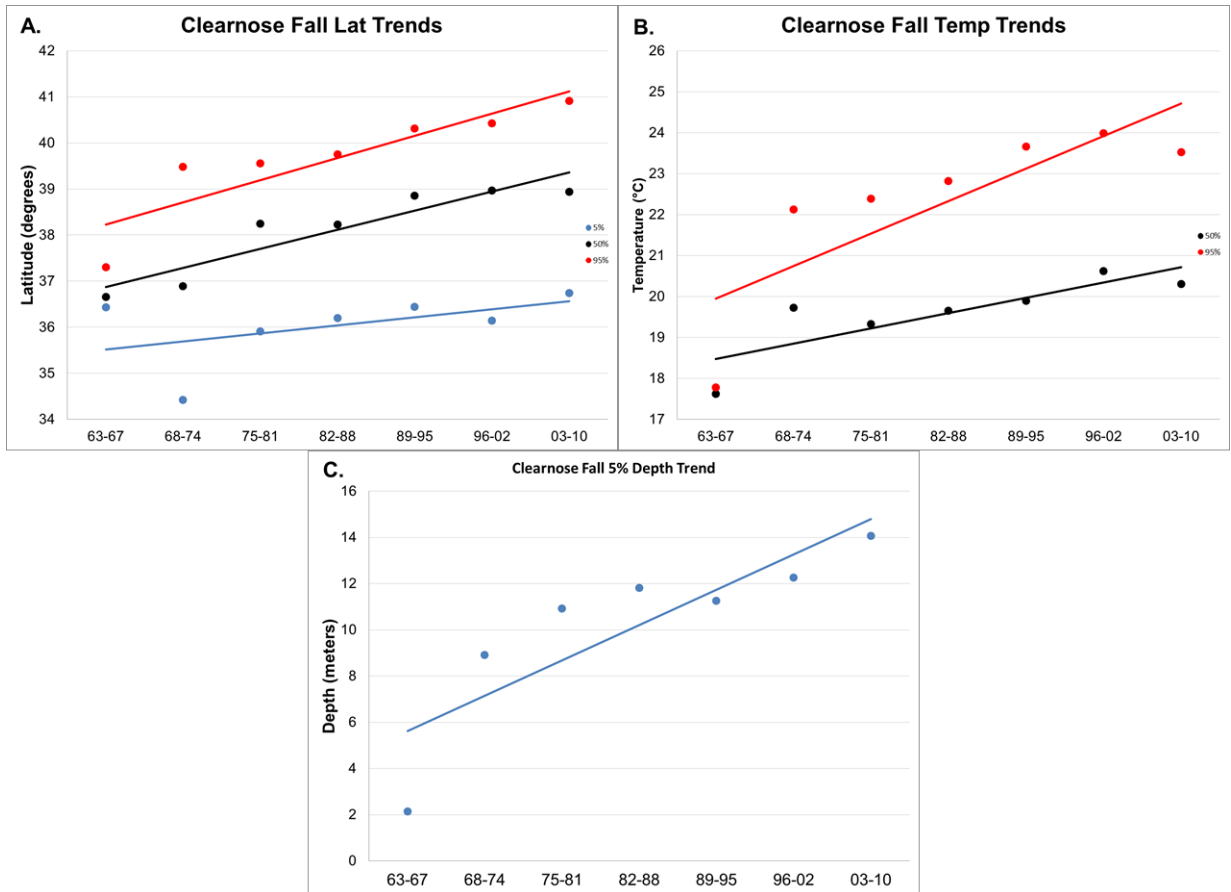 A.
Clearnose Fall Lat Trends
Latitude (degrees)
42
41
40
39
38
37
36
35
34
63-67 68-74 75-81 82-88 89-95 96-02 03-10
5%
50%
95%
B.
Clearnose Fall Temp Trends
Temperature (°C)
26
25
24
23
22
21
20
19
18
17
63-67 68-74 75-81 82-88 89-95 96-02 03-10
50%
95%
C.
Clearnose Fall 5% Depth Trend
Depth (meters)
16
14
12
10
8
6
4
2
0
63-67 68-74 75-81 82-88 89-95 96-02 03-10